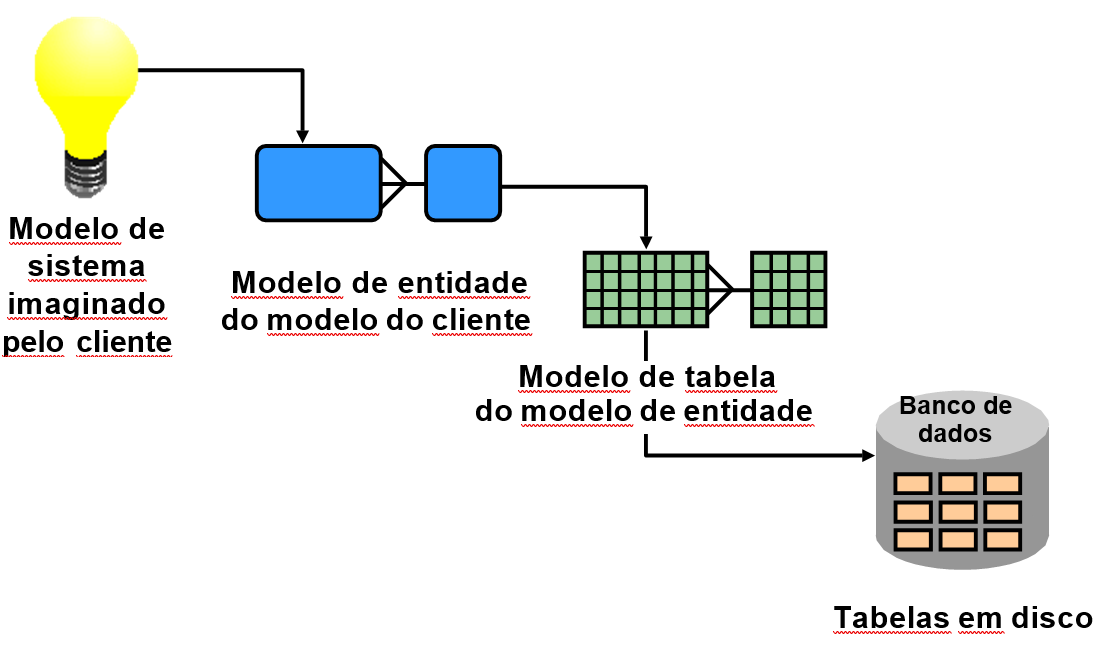 Modelo de
sistema
imaginado
pelo cliente
Modelo de entidade
do modelo do cliente
Modelo de tabela
do modelo de entidade
Banco de
dados
Tabelas em disco